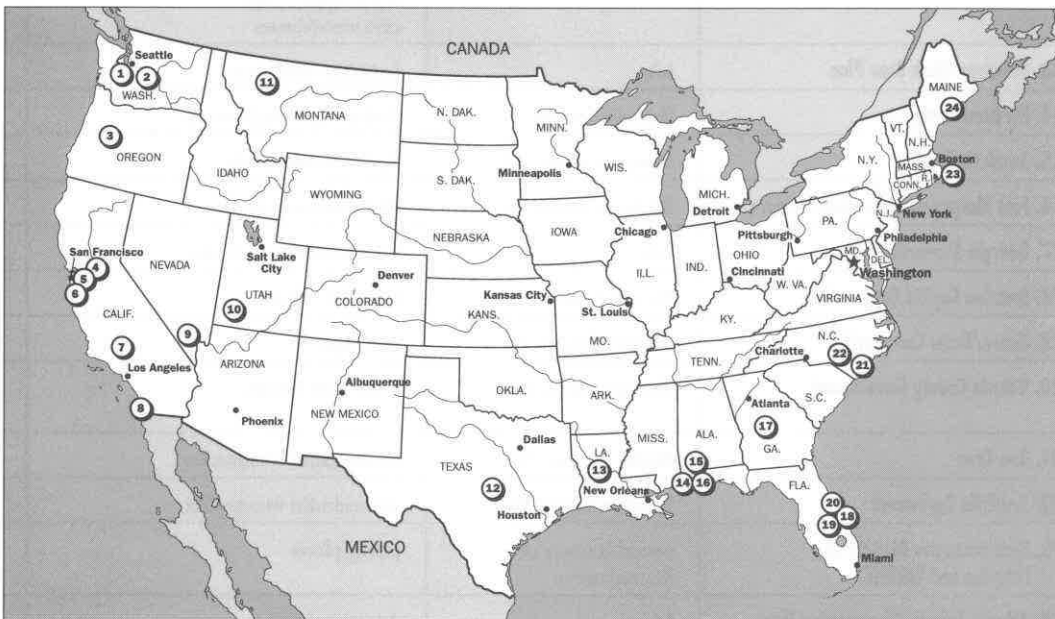 CANADA
Seattle
1 2
WASH.
11
MONTANA
N. DAK.
MINN.
MAINE
24
3
OREGON
IDAHO
WYOMING
S. DAK.
Minneapolis
WIS.
MICH.
Detroit
VT.
N.H.
N.Y.
MASS.
Boston
CONN.
R.I.
23
New York
San Francisco
4
5
6
NEVADA
Salt Lake
City
UTAH
10
NEBRASKA
IOWA
Chicago
PA.
Pittsburgh
N.J.
Philadelphia
OHIO
IND.
ILL.
Cincinnati
MD.
DEL.
Washington
W. VA.
VIRGINIA
Denver
COLORADO
Kansas City
KANS.
St. Louis
MO.
KY.
CALIF.
7
Los Angeles
8
9
ARIZONA
Phoenix
Albuquerque
NEW MEXICO
OKLA.
ARK.
TENN.
Charlotte
N.C.
22
21
S.C.
Atlanta
17
GA.
Dallas
TEXAS
12
Houston
LA.
13
New Orleans
MISS.
ALA.
15
14 16
FLA.
20
18
19
Miami
MEXICO